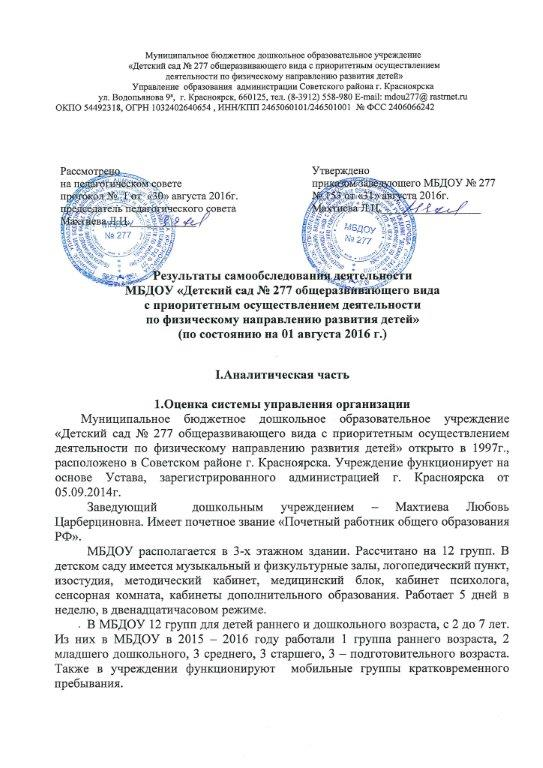 Муниципальное бюджетное дошкольное образовательное учреждение
«Детский сад № 277 общеразвивающего вида с приоритетным осуществлением
деятельности по физическому направлению развития детей»
Управление образования администрации Советского района г. Красноярска
ул. Водопьянова 9ª, г. Красноярск, 660125, тел. (8-3912) 558-980 E-mail: mdou277@ rastrnet.ru
ОКПО 54492318, ОГРН 1032402640654 , ИНН/КПП 2465060101/246501001 № ФСС 2406066242
Рассмотрено
на педагогическом совете
протокол № 1 от «30» августа 2016г.
председатель педагогического совета
Махтиева Л.Ц.
Утверждено
приказом заведующего МБДОУ № 277
№ 153 от «31» августа 2016г.
Махтиева Л.Ц.
№ 277
МБДОУ
№ 277
Результаты самообследования деятельности
МБДОУ «Детский сад № 277 общеразвивающего вида
с приоритетным осуществлением деятельности
по физическому направлению развития детей»
(по состоянию на 01 августа 2016 г.)
I.Аналитическая часть
1.Оценка системы управления организации
Муниципальное бюджетное дошкольное образовательное учреждение
«Детский сад № 277 общеразвивающего вида с приоритетным осуществлением
деятельности по физическому направлению развития детей» открыто в 1997г.,
расположено в Советском районе г. Красноярска. Учреждение функционирует на
основе Устава, зарегистрированного администрацией г. Красноярска от
05.09.2014г.
Заведующий дошкольным учреждением – Махтиева Любовь
Царберциновна. Имеет почетное звание «Почетный работник общего образования
РФ».
МБДОУ располагается в 3-х этажном здании. Рассчитано на 12 групп. В
детском саду имеется музыкальный и физкультурные залы, логопедический пункт,
изостудия, методический кабинет, медицинский блок, кабинет психолога,
сенсорная комната, кабинеты дополнительного образования. Работает 5 дней в
неделю, в двенадцатичасовом режиме.
В МБДОУ 12 групп для детей раннего и дошкольного возраста, с 2 до 7 лет.
Из них в МБДОУ в 2015 – 2016 году работали 1 группа раннего возраста, 2
младшего дошкольного, 3 среднего, 3 старшего, 3 – подготовительного возраста.
Также в учреждении функционируют мобильные группы кратковременного
пребывания.